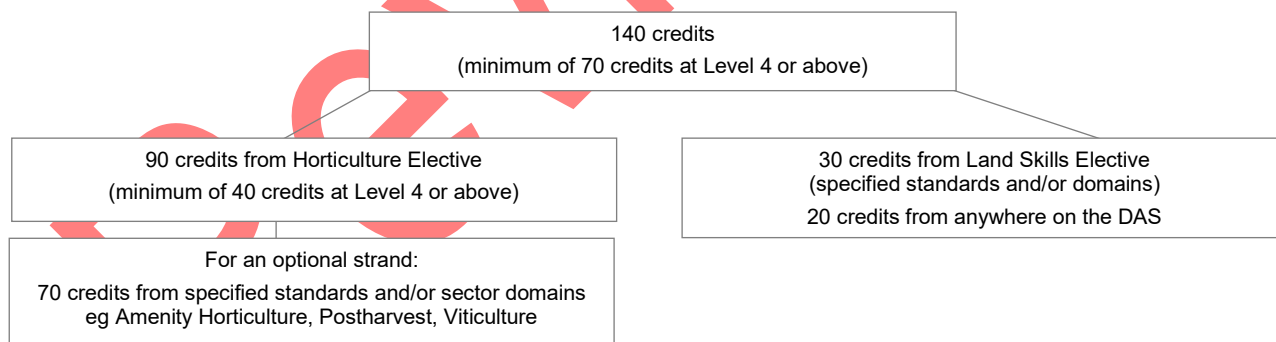 140 credits
(minimum of 70 credits at Level 4 or above)
90 credits from Horticulture Elective
(minimum of 40 credits at Level 4 or above)
30 credits from Land Skills Elective
(specified standards and/or domains)
20 credits from anywhere on the DAS
For an optional strand:
70 credits from specified standards and/or sector domains
eg Amenity Horticulture, Postharvest, Viticulture